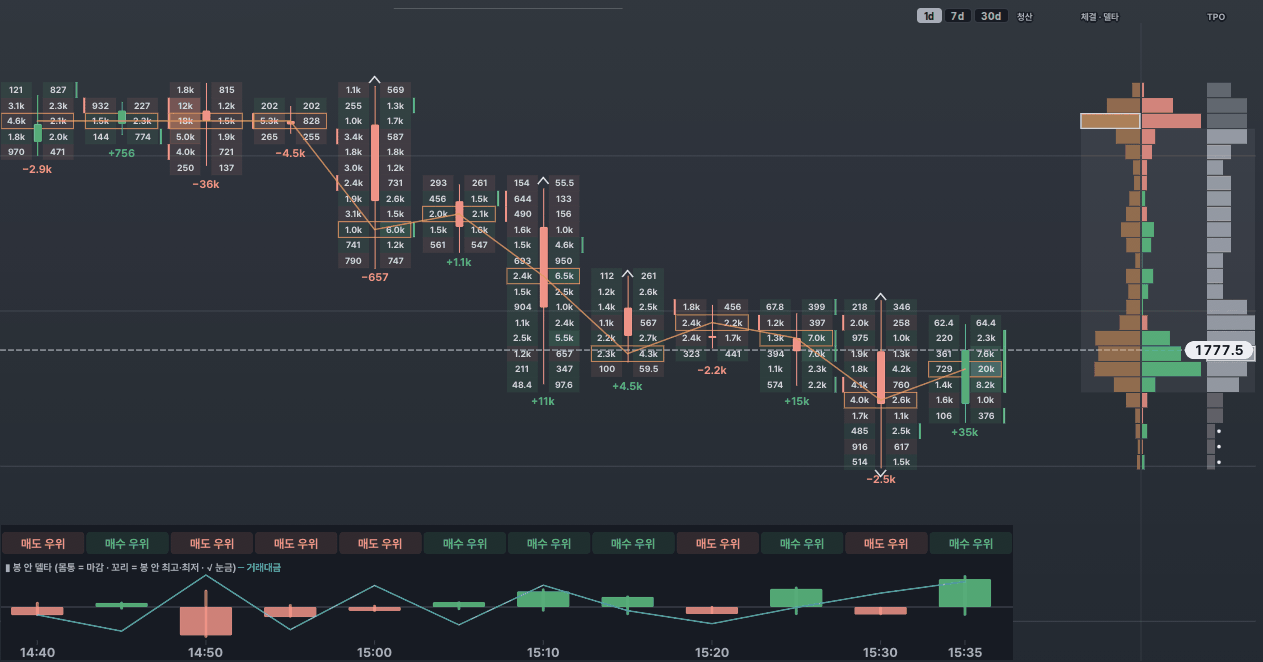 1d 7d 30d 청산 체결 · 델타 TPO
121 827
3.1k 2.3k
4.6k 2.1k
1.8k 2.0k
970 471
−2.9k
932 227
1.5k 2.3k
144 774
+756
1.8k 815
12k 1.2k
18k 1.5k
5.0k 1.9k
4.0k 721
250 137
−36k
202 202
5.3k 828
265 255
−4.5k
1.1k 569
255 1.3k
1.0k 1.7k
3.4k 587
1.8k 1.8k
3.0k 1.2k
2.4k 731
1.9k 2.6k
3.1k 1.5k
1.0k 6.0k
741 1.2k
790 747
−657
293 261
456 1.5k
2.0k 2.1k
1.5k 1.6k
561 547
+1.1k
154 55.5
644 133
490 156
1.6k 1.0k
1.5k 4.6k
693 950
2.4k 6.5k
1.5k 2.5k
904 1.0k
1.1k 2.4k
2.5k 5.5k
1.2k 657
211 347
48.4 97.6
+11k
112 261
1.2k 2.6k
1.4k 2.5k
1.1k 567
2.2k 2.7k
2.3k 4.3k
100 59.5
+4.5k
1.8k 456
2.4k 2.2k
2.4k 1.7k
323 441
−2.2k
67.8 399
1.2k 397
1.3k 7.0k
394 7.0k
1.1k 2.3k
574 2.2k
+15k
218 346
2.0k 258
975 1.0k
1.9k 1.3k
1.8k 4.2k
4.1k 760
4.0k 2.6k
1.7k 1.1k
485 2.5k
916 617
514 1.5k
−2.5k
62.4 64.4
220 2.3k
361 7.6k
729 20k
1.4k 8.2k
1.6k 1.0k
106 376
+35k
1777.5
매도 우위 매수 우위 매도 우위 매도 우위 매도 우위 매수 우위 매수 우위 매수 우위 매도 우위 매수 우위 매도 우위 매수 우위
▮ 봉 안 델타 (몸통 = 마감 · 꼬리 = 봉 안 최고·최저 · √ 눈금) ─ 거래대금
14:40 14:50 15:00 15:10 15:20 15:30 15:35